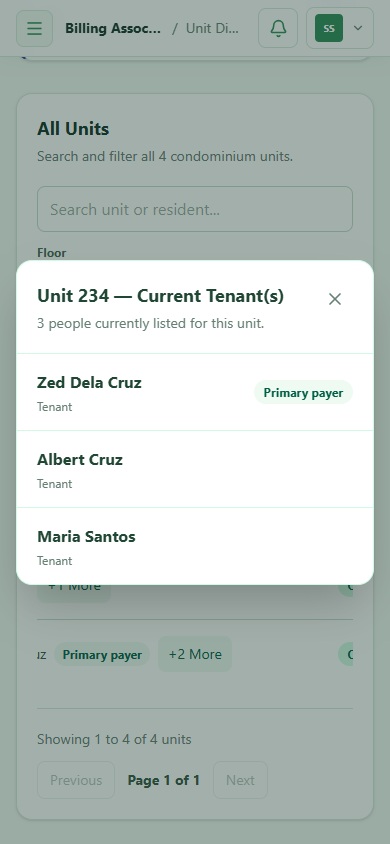 Billing Assoc... / Unit Di... SS
All Units
Search and filter all 4 condominium units.
Search unit or resident...
Floor
Unit 234 — Current Tenant(s)
3 people currently listed for this unit.
Zed Dela Cruz
Primary payer
Tenant
Albert Cruz
Tenant
Maria Santos
Tenant
+1 More
uz Primary payer +2 More
Showing 1 to 4 of 4 units
Previous Page 1 of 1 Next